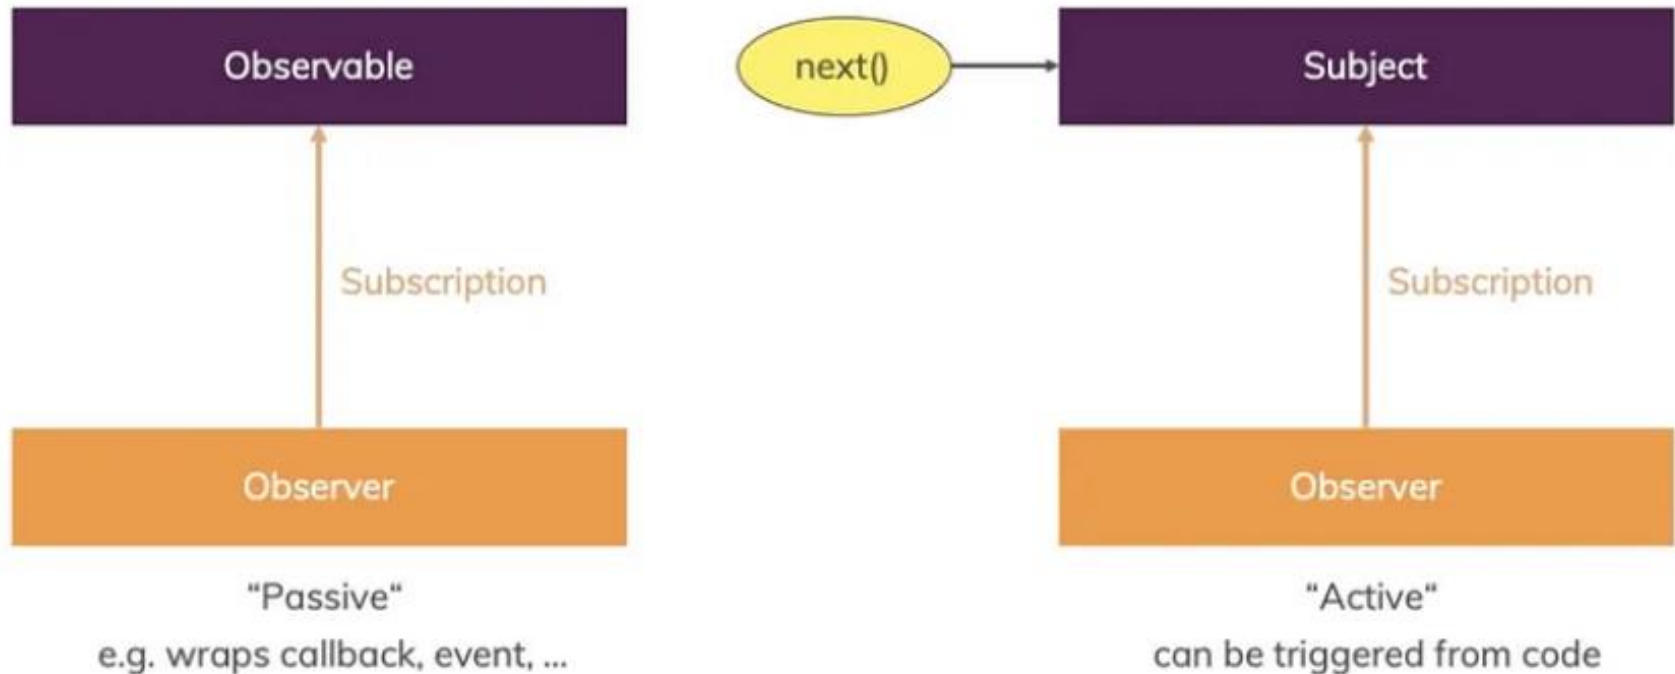 Observable
Subscription
Observer
“Passive“
e.g. wraps callback, event, ...
next()
Subject
Subscription
Observer
“Active“
can be triggered from code